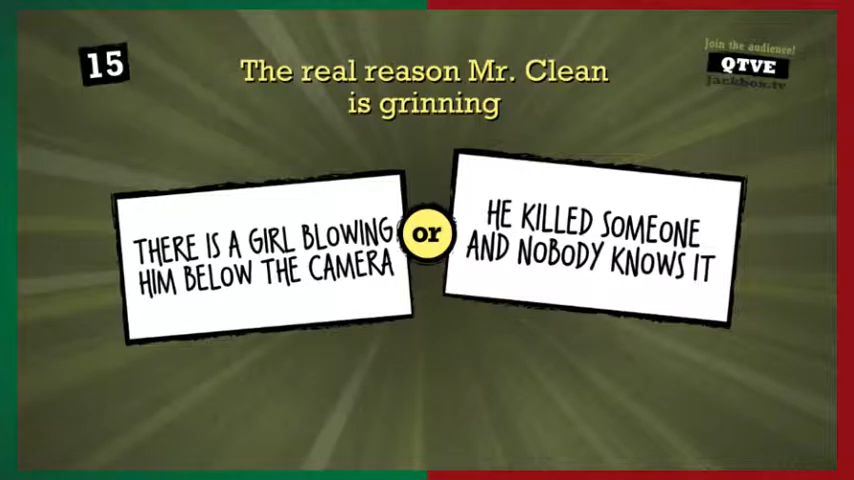 15
The real reason Mr. Clean
is grinning
Join the audience!
QTVE
jackbox.tv
THERE IS A GIRL BLOWING
HIM BELOW THE CAMERA
or
HE KILLED SOMEONE
AND NOBODY KNOWS IT